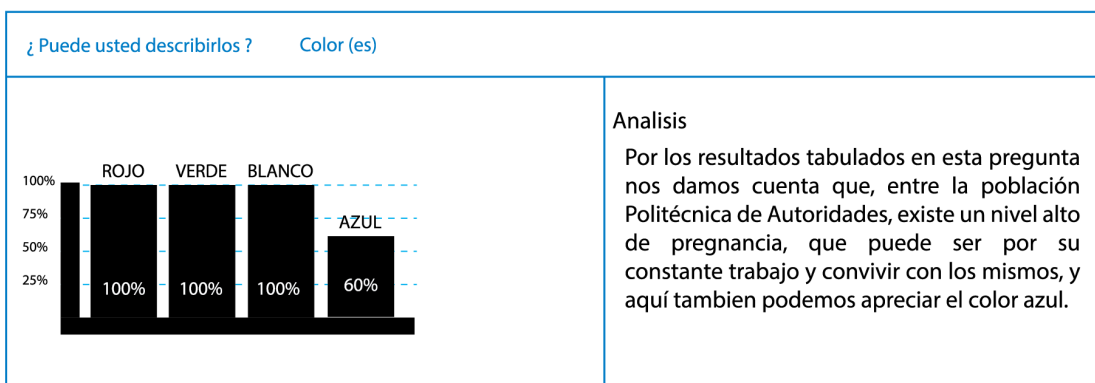 ¿ Puede usted describirlos ? Color (es)
ROJO VERDE BLANCO
100%
75%
AZUL
50%
25%
100% 100% 100% 60%
Analisis
Por los resultados tabulados en esta pregunta
nos damos cuenta que, entre la población
Politécnica de Autoridades, existe un nivel alto
de pregnancia, que puede ser por su
constante trabajo y convivir con los mismos, y
aquí tambien podemos apreciar el color azul.